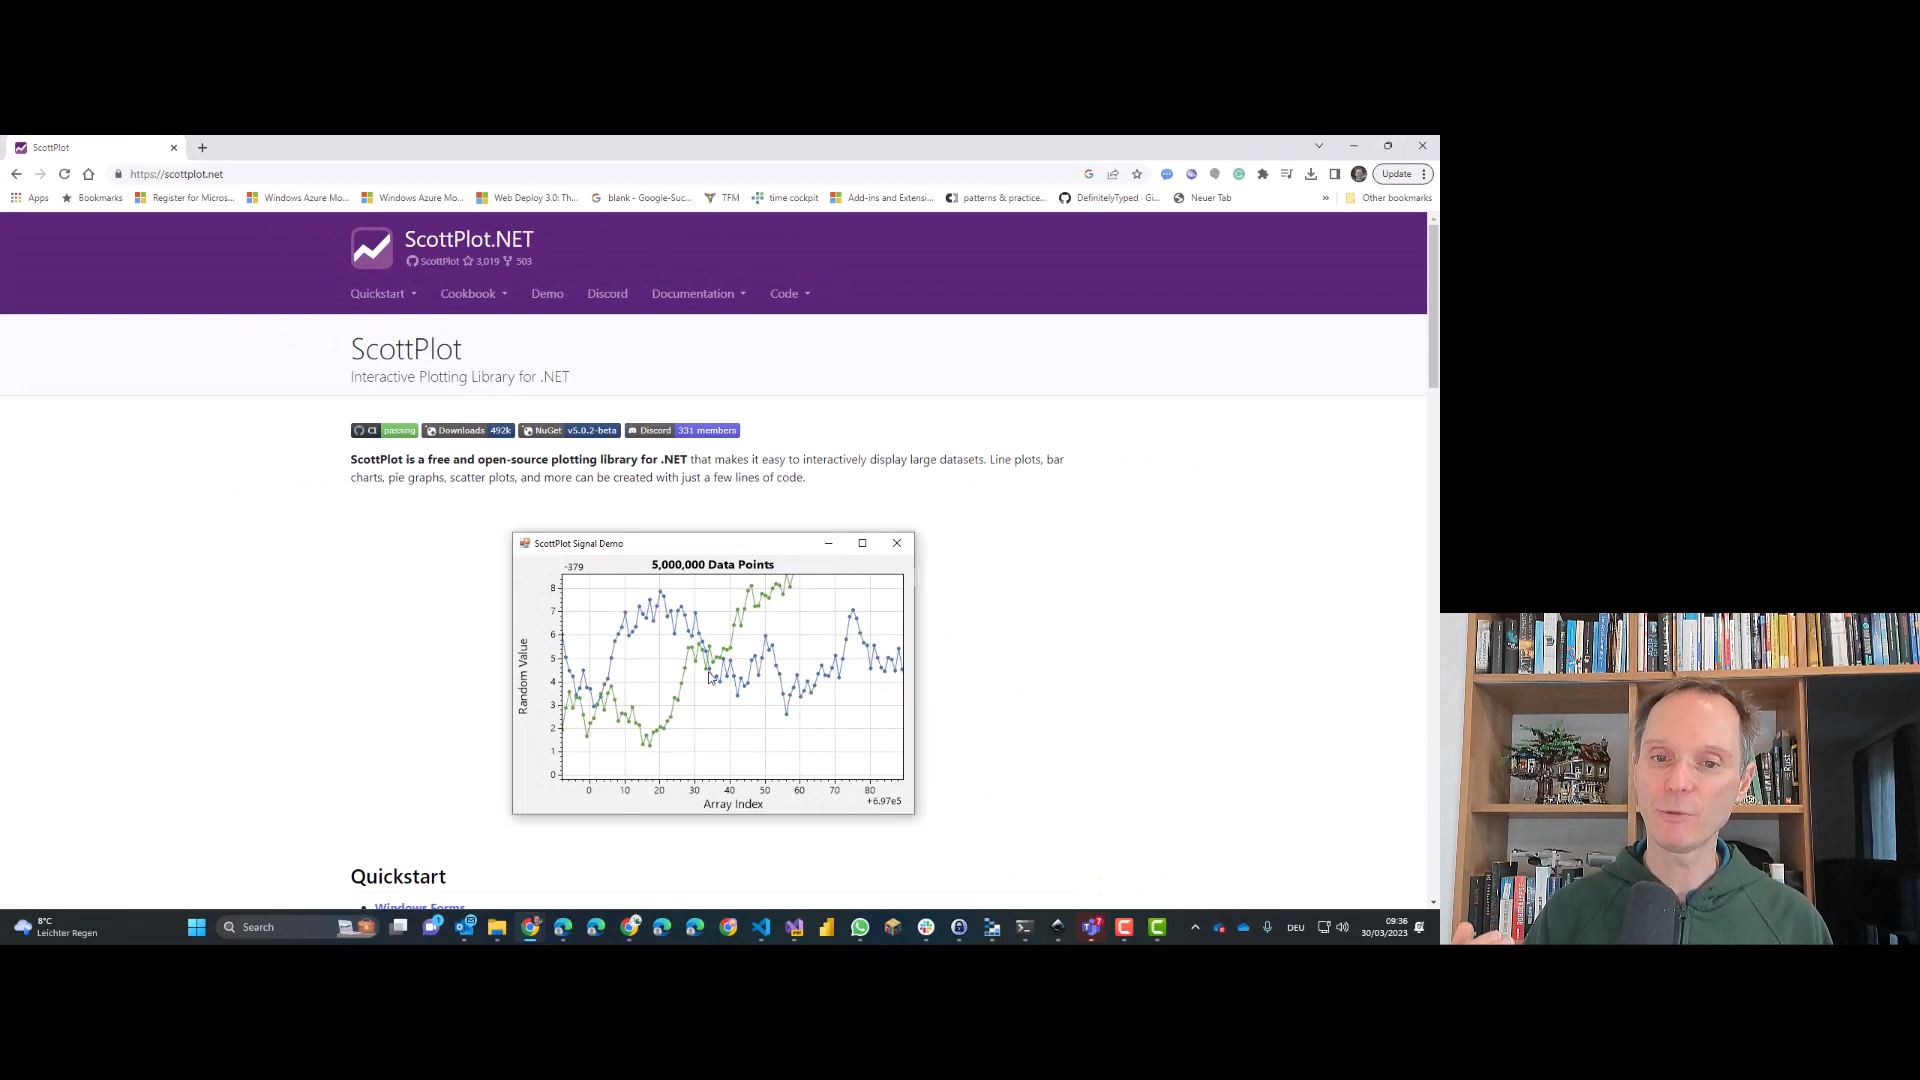 ScottPlot
https://scottplot.net
Update
Apps
Bookmarks
Register for Micros...
Windows Azure Mo...
Windows Azure Mo...
Web Deploy 3.0: Th...
blank - Google-Suc...
TFM
time cockpit
Add-ins and Extensi...
patterns & practice...
DefinitelyTyped · Gi...
Neuer Tab
»
Other bookmarks
ScottPlot.NET
ScottPlot 3,019 503
Quickstart
Cookbook
Demo
Discord
Documentation
Code
ScottPlot
Interactive Plotting Library for .NET
CI passing
Downloads 492k
NuGet v5.0.2-beta
Discord 331 members
ScottPlot is a free and open-source plotting library for .NET that makes it easy to interactively display large datasets. Line plots, bar
charts, pie graphs, scatter plots, and more can be created with just a few lines of code.
ScottPlot Signal Demo
5,000,000 Data Points
-379
8
7
6
5
4
3
2
1
0
Random Value
0 10 20 30 40 50 60 70 80
Array Index
+6.97e5
Quickstart
Windows Forms
8°C
Leichter Regen
Search
DEU
09:36
30/03/2023
Rust